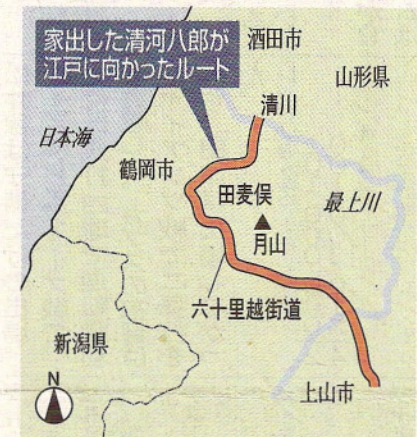 家出した清河八郎が
江戸に向かったルート
酒田市
山形県
清川
日本海
鶴岡市
田麦俣
最上川
月山
六十里越街道
新潟県
上山市
N